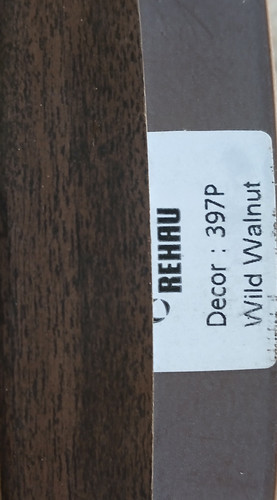 REHAU
Decor : 397P
Wild Walnut